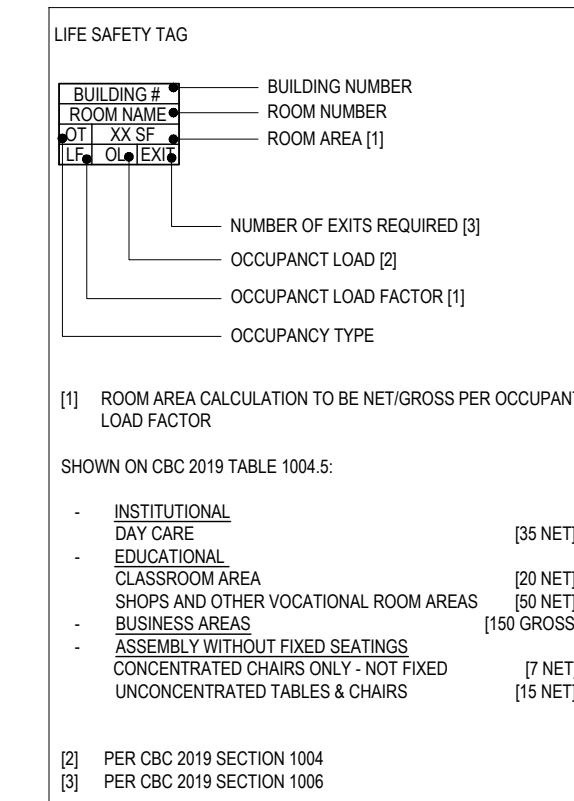 LIFE SAFETY TAG
BUILDING # BUILDING NUMBER
ROOM NAME ROOM NUMBER
OT XX SF ROOM AREA [1]
LF OL EXIT
NUMBER OF EXITS REQUIRED [3]
OCCUPANT LOAD [2]
OCCUPANT LOAD FACTOR [1]
OCCUPANCY TYPE
[1] ROOM AREA CALCULATION TO BE NET/GROSS PER OCCUPANT
LOAD FACTOR
SHOWN ON CBC 2019 TABLE 1004.5:
- INSTITUTIONAL
DAY CARE [35 NET]
- EDUCATIONAL
CLASSROOM AREA [20 NET]
SHOPS AND OTHER VOCATIONAL ROOM AREAS [50 NET]
- BUSINESS AREAS [150 GROSS
- ASSEMBLY WITHOUT FIXED SEATINGS
CONCENTRATED CHAIRS ONLY - NOT FIXED [7 NET]
UNCONCENTRATED TABLES & CHAIRS [15 NET]
[2] PER CBC 2019 SECTION 1004
[3] PER CBC 2019 SECTION 1006